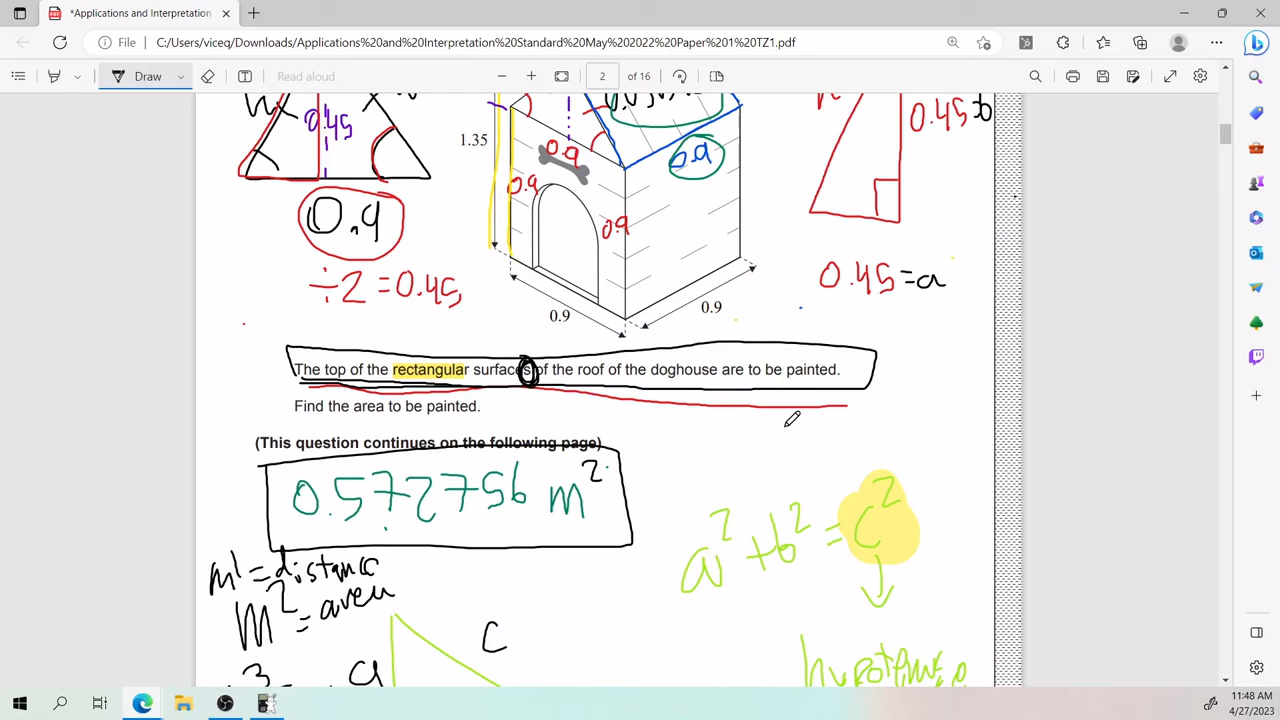 *Applications and Interpretation
File
C:/Users/viceq/Downloads/Applications%20and%20Interpretation%20Standard%20May%202022%20Paper%201%20TZ1.pdf
Draw
Read aloud
2
of 16
0.45
0.45
b
1.35
0.9
0.9
0.9
0.9
0.9
÷2 = 0.45
0.45 = a
0.9
0.9
The top of the rectangular surfaces of the roof of the doghouse are to be painted.
Find the area to be painted.
(This question continues on the following page)
0.572756 m²
a² + b² = c²
m¹ = distance
m² = area
c
3
a
hypotenuse
11:48 AM
4/27/2023